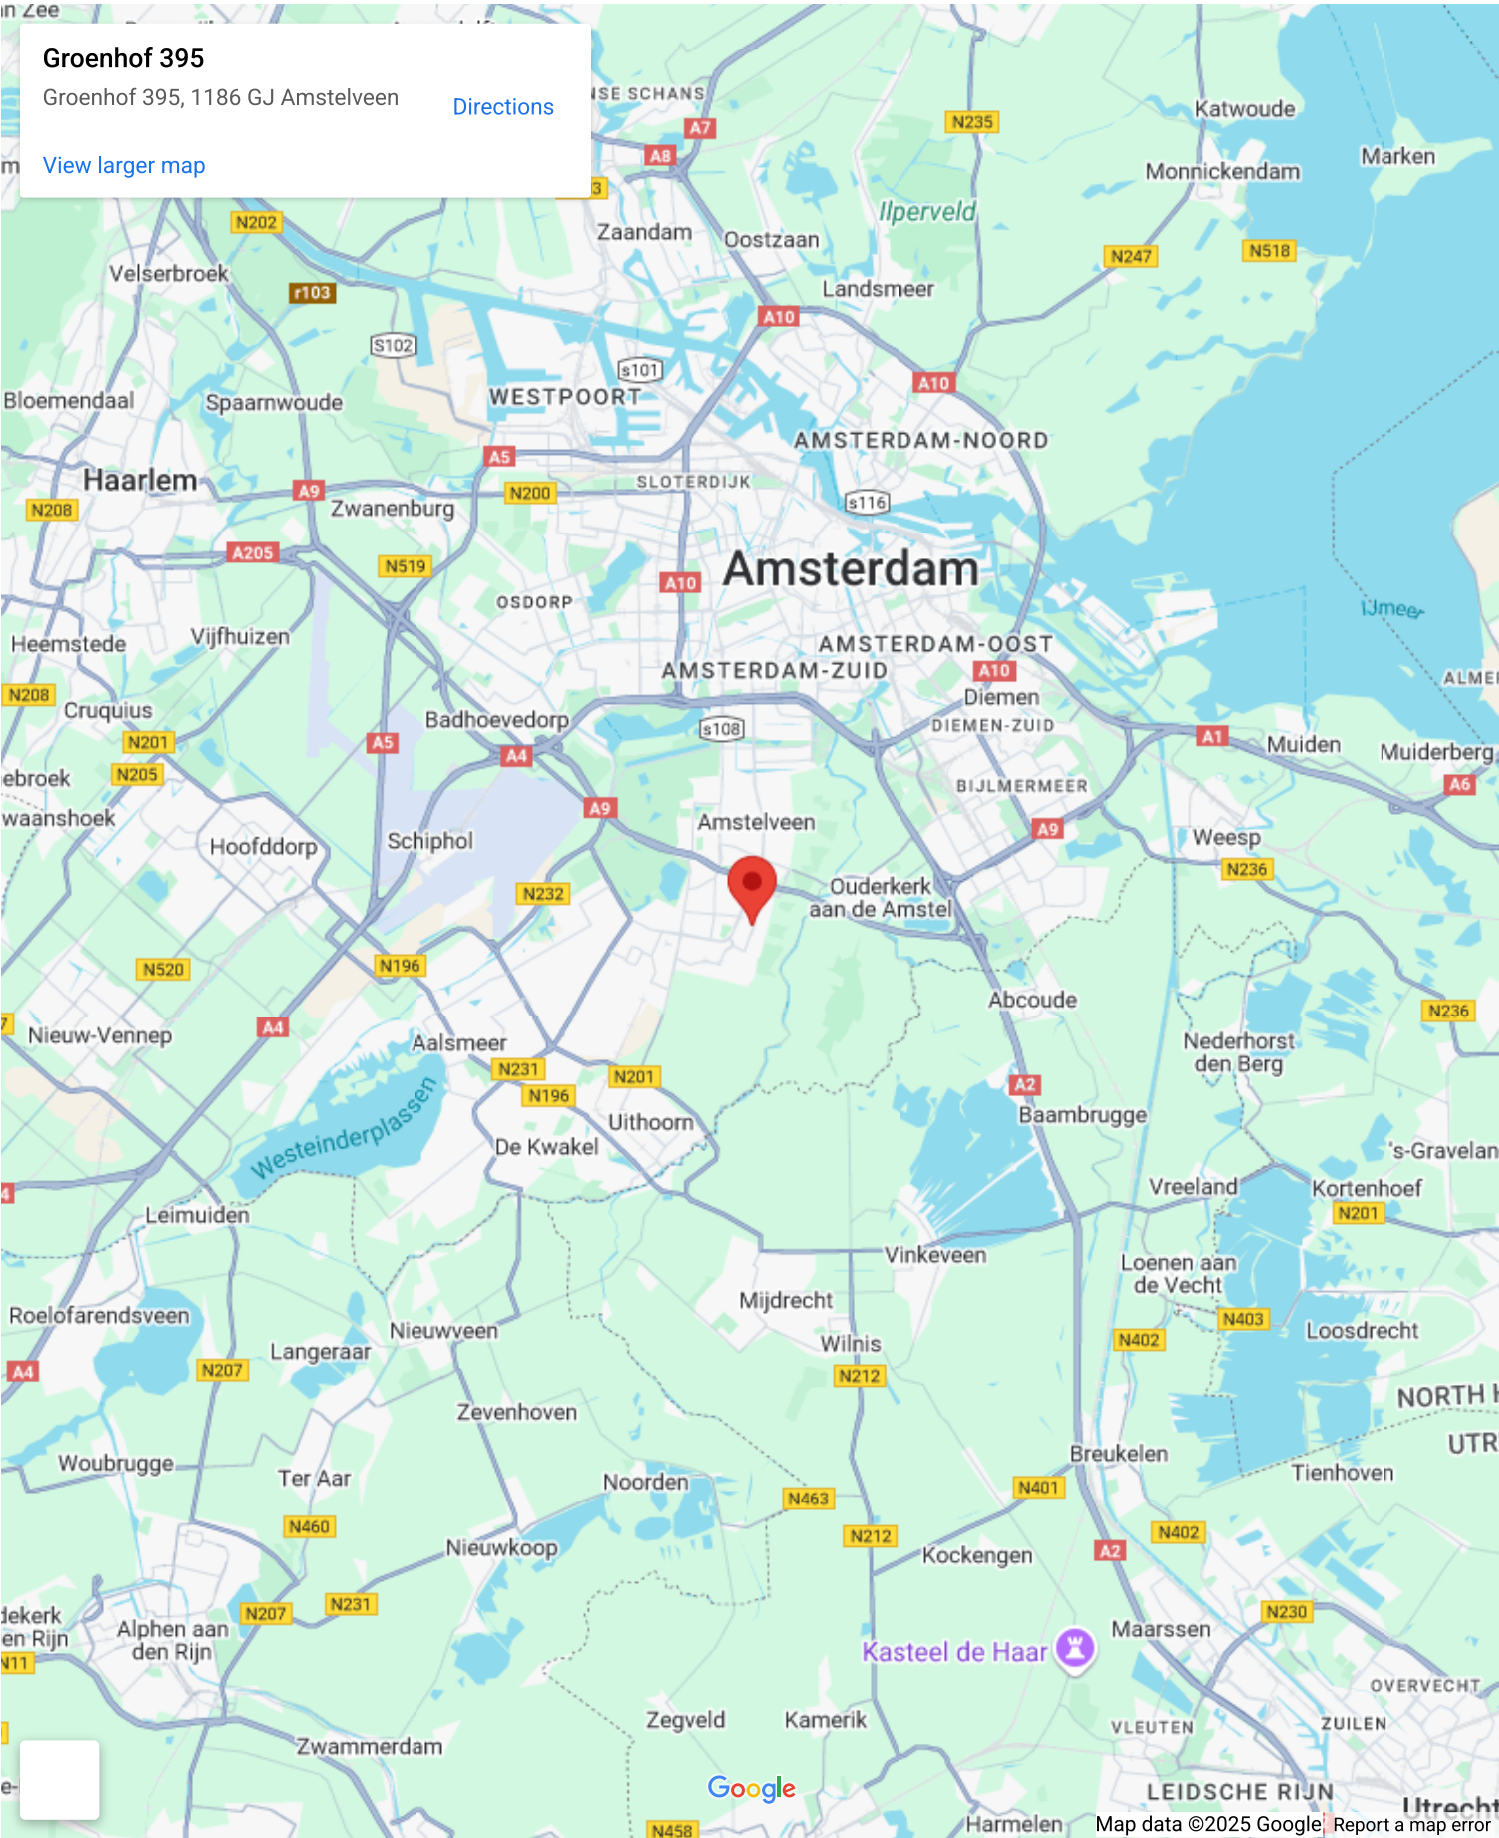 Groenhof 395
Groenhof 395, 1186 GJ Amstelveen
Directions
View larger map
NSE SCHANS
A7
N235
Katwoude
A8
Marken
Monnickendam
N202
Zaandam
Oostzaan
Ilperveld
N247
N518
Velserbroek
r103
Landsmeer
A10
S102
s101
A10
WESTPOORT
Bloemendaal
Spaarnwoude
AMSTERDAM-NOORD
A5
Haarlem
A9
N200
SLOTERDIJK
N208
Zwanenburg
s116
A205
N519
Amsterdam
A10
OSDORP
IJmeer
Heemstede
Vijfhuizen
AMSTERDAM-OOST
AMSTERDAM-ZUID
A10
N208
Cruquius
Badhoevedorp
Diemen
s108
DIEMEN-ZUID
N201
A5
A4
A1
Muiden
Muiderberg
N205
BIJLMERMEER
A6
A9
Amstelveen
A9
Hoofddorp
Schiphol
Weesp
N236
N232
Ouderkerk
aan de Amstel
N520
N196
Abcoude
N236
Nieuw-Vennep
A4
Aalsmeer
Nederhorst
den Berg
N231
N201
N196
A2
Westeinderplassen
Uithoorn
Baambrugge
De Kwakel
's-Gravelan
Vreeland
Kortenhoef
N201
Leimuiden
Vinkeveen
Loenen aan
de Vecht
Roelofarendsveen
Mijdrecht
N403
Nieuwveen
Wilnis
N402
Loosdrecht
Langeraar
A4
N207
N212
NORTH H
Zevenhoven
UTR
Woubrugge
Ter Aar
Noorden
Breukelen
Tienhoven
N463
N401
N460
N212
N402
Nieuwkoop
Kockengen
A2
N207
N231
N230
Alphen aan
den Rijn
Maarssen
N11
Kasteel de Haar
OVERVECHT
Zegveld
Kamerik
VLEUTEN
ZUILEN
Zwammerdam
Google
LEIDSCHE RIJN
Utrecht
Harmelen
N458
Map data ©2025 Google
Report a map error